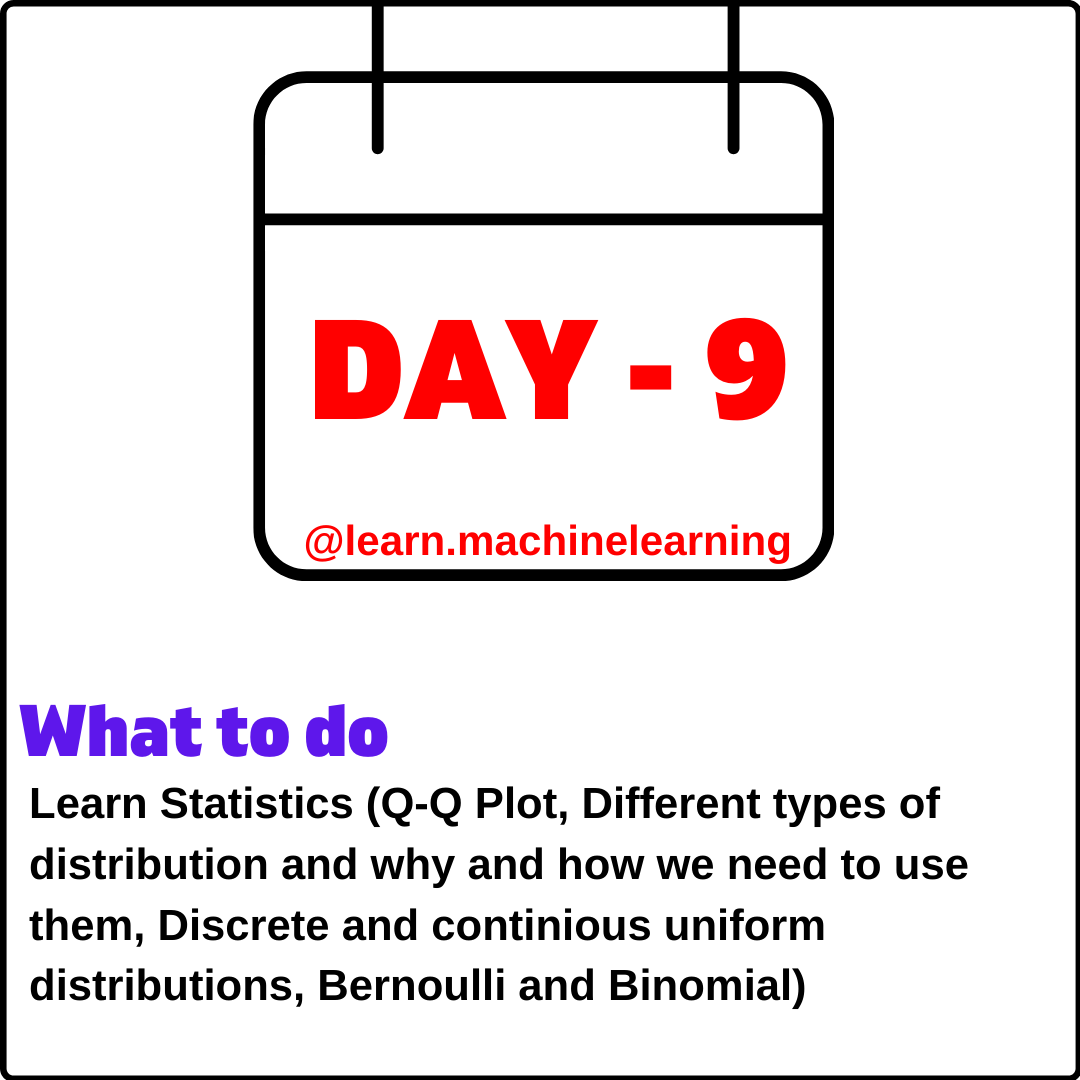 DAY - 9
@learn.machinelearning
What to do
Learn Statistics (Q-Q Plot, Different types of
distribution and why and how we need to use
them, Discrete and continious uniform
distributions, Bernoulli and Binomial)